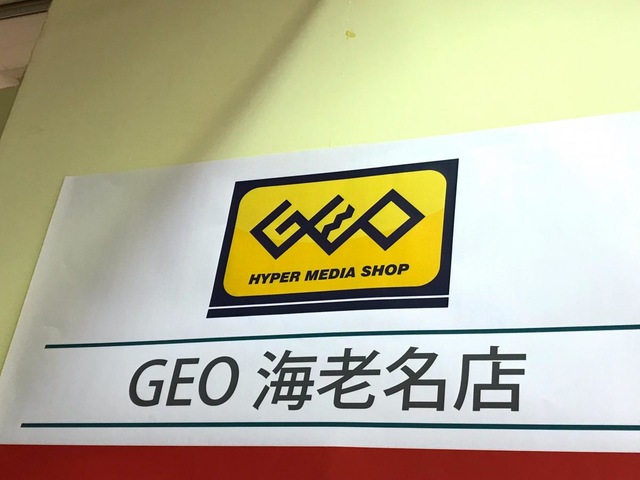 GEO
HYPER MEDIA SHOP
GEO 海老名店